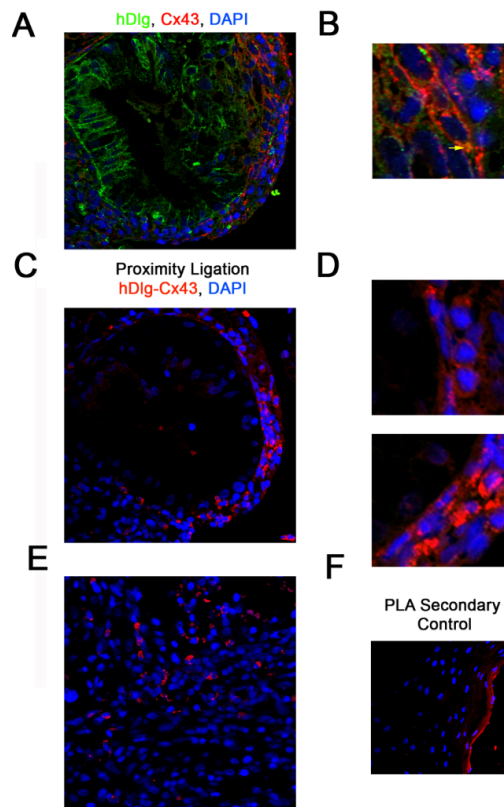 A
hDlg, Cx43, DAPI
B
C
Proximity Ligation
hDlg-Cx43, DAPI
D
E
F
PLA Secondary
Control